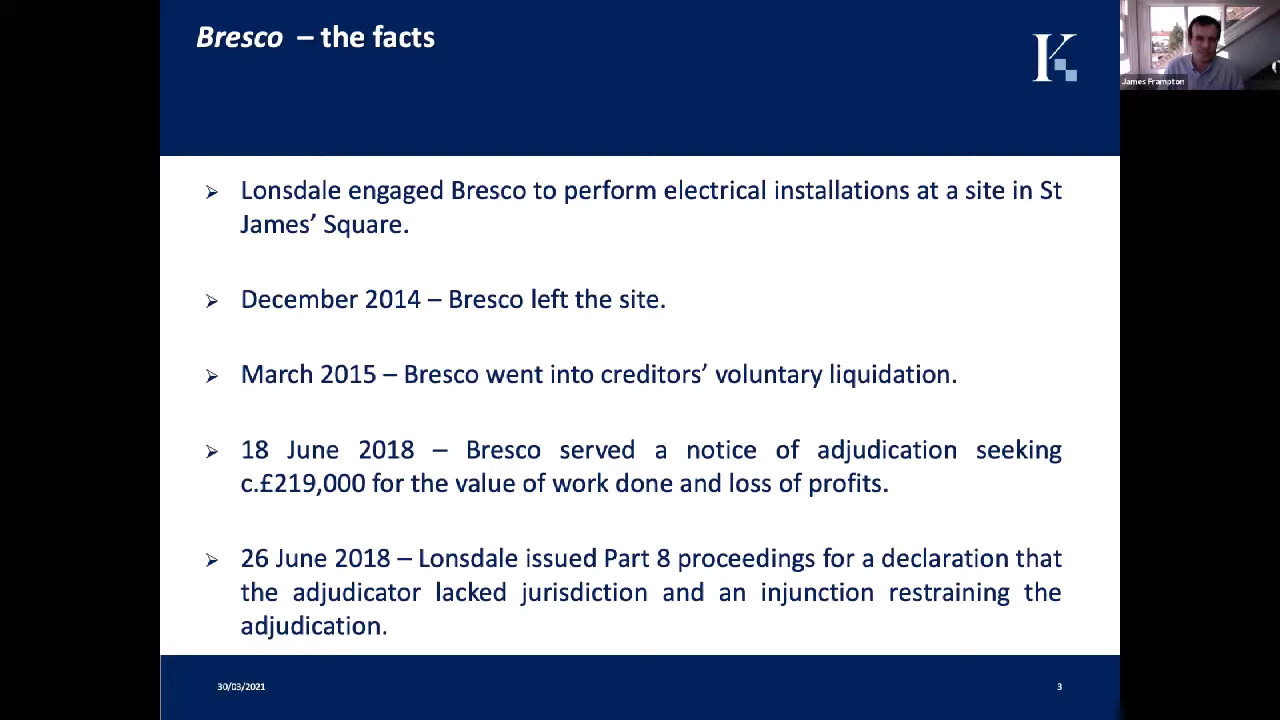 Bresco – the facts
K
James Frampton
➢ Lonsdale engaged Bresco to perform electrical installations at a site in St
James’ Square.
➢ December 2014 – Bresco left the site.
➢ March 2015 – Bresco went into creditors’ voluntary liquidation.
➢ 18 June 2018 – Bresco served a notice of adjudication seeking
c.£219,000 for the value of work done and loss of profits.
➢ 26 June 2018 – Lonsdale issued Part 8 proceedings for a declaration that
the adjudicator lacked jurisdiction and an injunction restraining the
adjudication.
30/03/2021
3